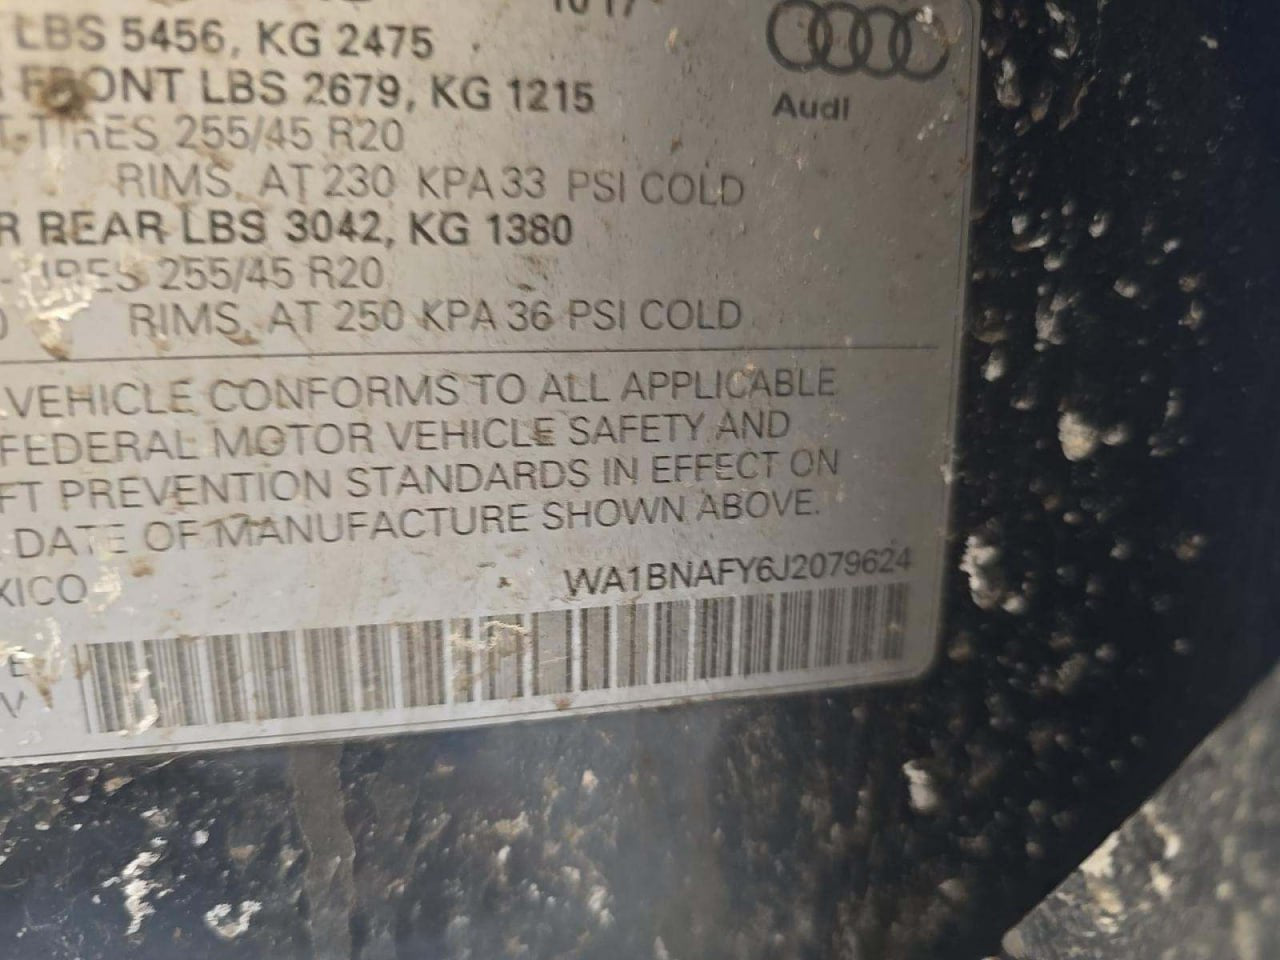 LBS 5456, KG 2475
Audi
FRONT LBS 2679, KG 1215
TIRES 255/45 R20
RIMS, AT 230 KPA 33 PSI COLD
R REAR LBS 3042, KG 1380
TIRES 255/45 R20
RIMS, AT 250 KPA 36 PSI COLD
VEHICLE CONFORMS TO ALL APPLICABLE
FEDERAL MOTOR VEHICLE SAFETY AND
FT PREVENTION STANDARDS IN EFFECT ON
DATE OF MANUFACTURE SHOWN ABOVE.
XICO WA1BNAFY6J2079624